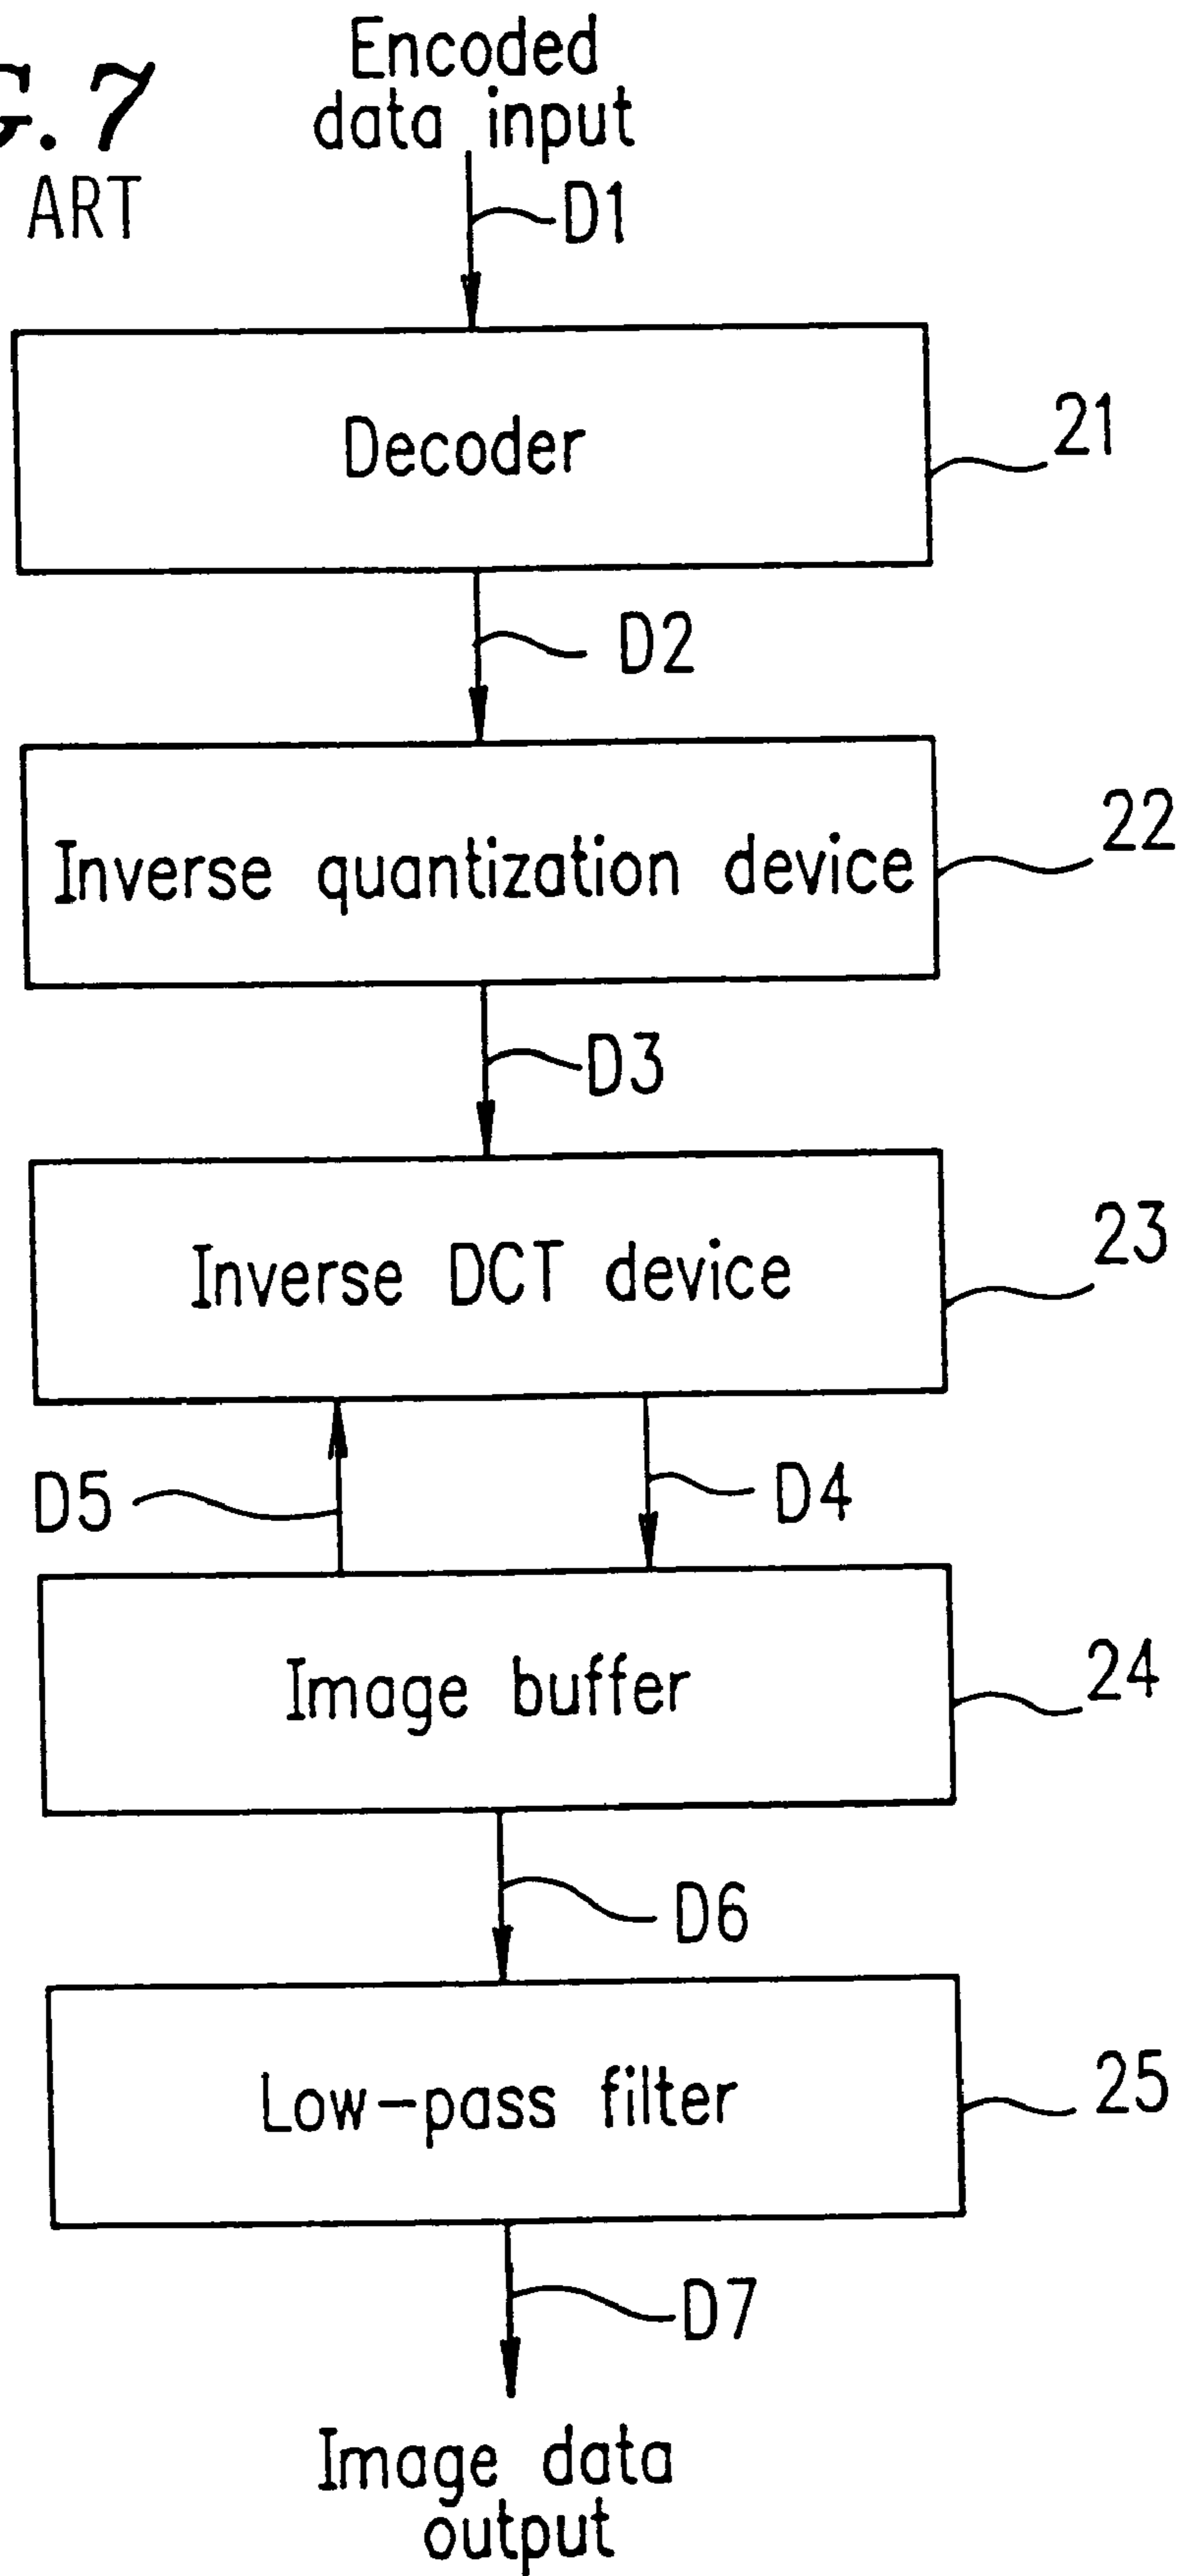 G. 7
ART
Encoded
data input
D1
Decoder
21
D2
Inverse quantization device
22
D3
Inverse DCT device
23
D5
D4
Image buffer
24
D6
Low-pass filter
25
D7
Image data
output